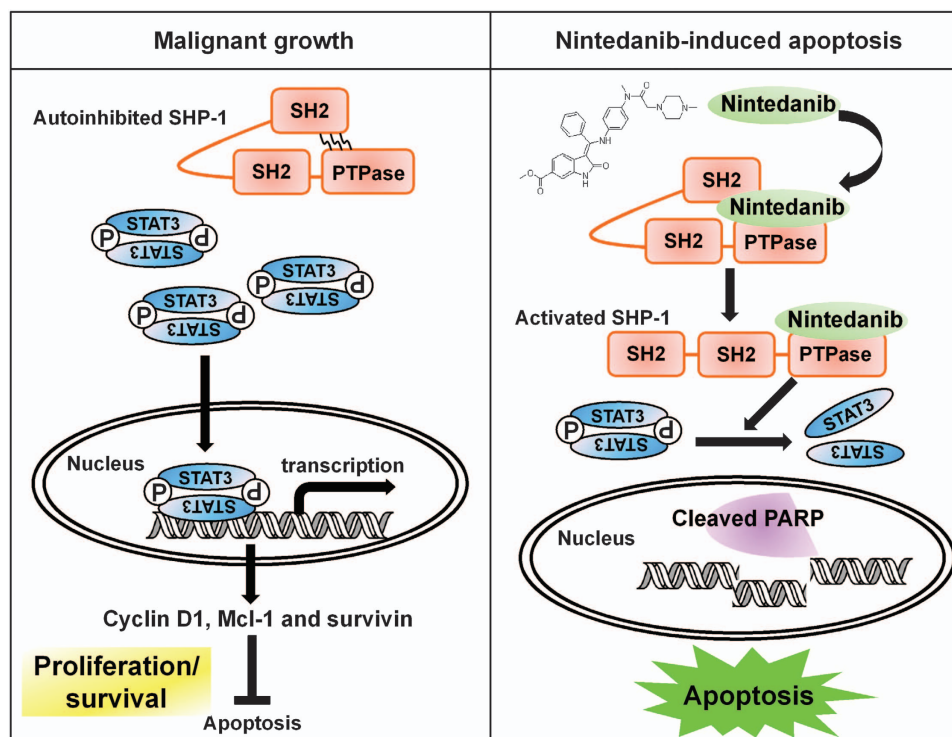 Malignant growth
Autoinhibited SHP-1
SH2
SH2
PTPase
STAT3
STAT3
P
P
STAT3
STAT3
P
P
STAT3
STAT3
P
P
Nucleus
STAT3
STAT3
P
P
transcription
Cyclin D1, Mcl-1 and survivin
Proliferation/
survival
Apoptosis
Nintedanib-induced apoptosis
N
O
N
N
NH
O
N
H
O
O
Nintedanib
SH2
Nintedanib
SH2
PTPase
Activated SHP-1
Nintedanib
SH2
SH2
PTPase
STAT3
STAT3
P
P
STAT3
STAT3
Cleaved PARP
Nucleus
Apoptosis